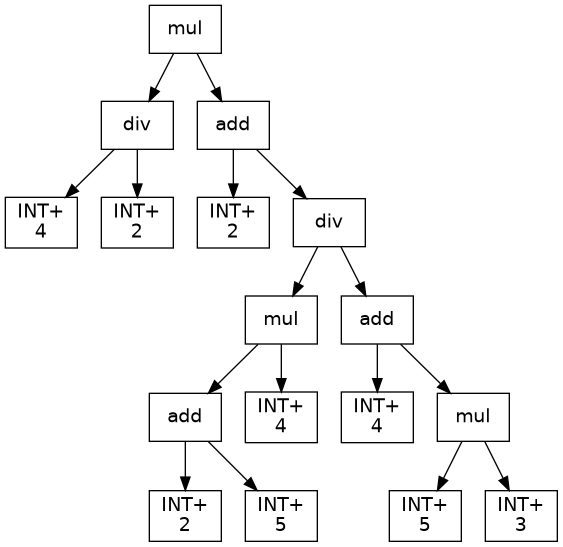 mul
div
add
INT+
4
INT+
2
INT+
2
div
mul
add
add
INT+
4
INT+
4
mul
INT+
2
INT+
5
INT+
5
INT+
3